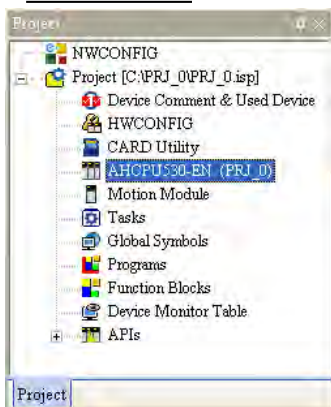 Project
NWCONFIG
Project [C:\PRJ_0\PRJ_0.isp]
Device Comment & Used Device
HWCONFIG
CARD Utility
AHCPU530-EN (PRJ_0)
Motion Module
Tasks
Global Symbols
Programs
Function Blocks
Device Monitor Table
APIs
Project